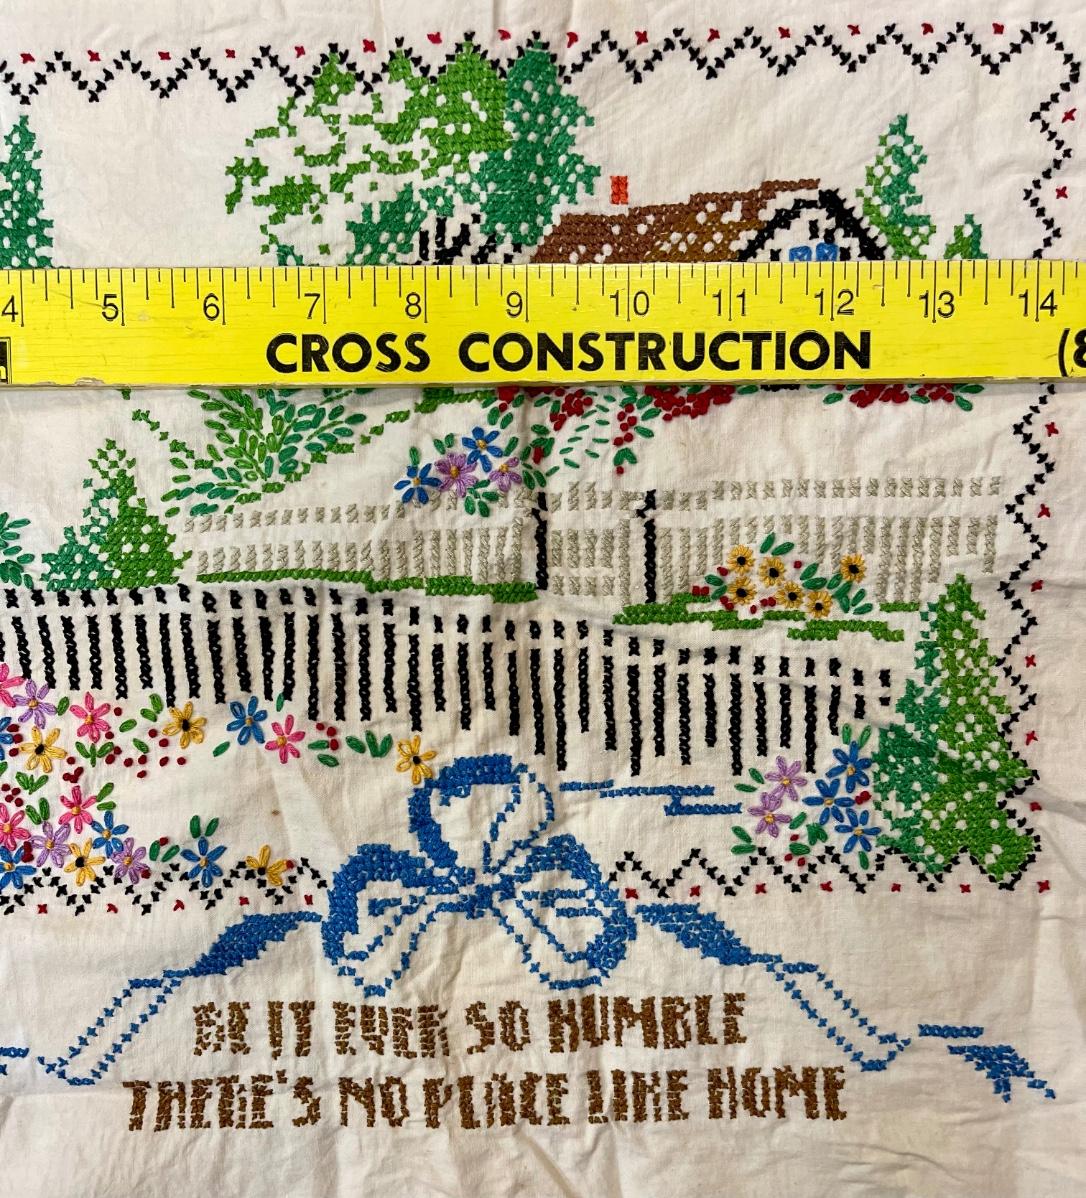 4 5 6 7 8 9 10 11 12 13 14
CROSS CONSTRUCTION (8
BE IT EVER SO HUMBLE
THERE'S NO PLACE LIKE HOME